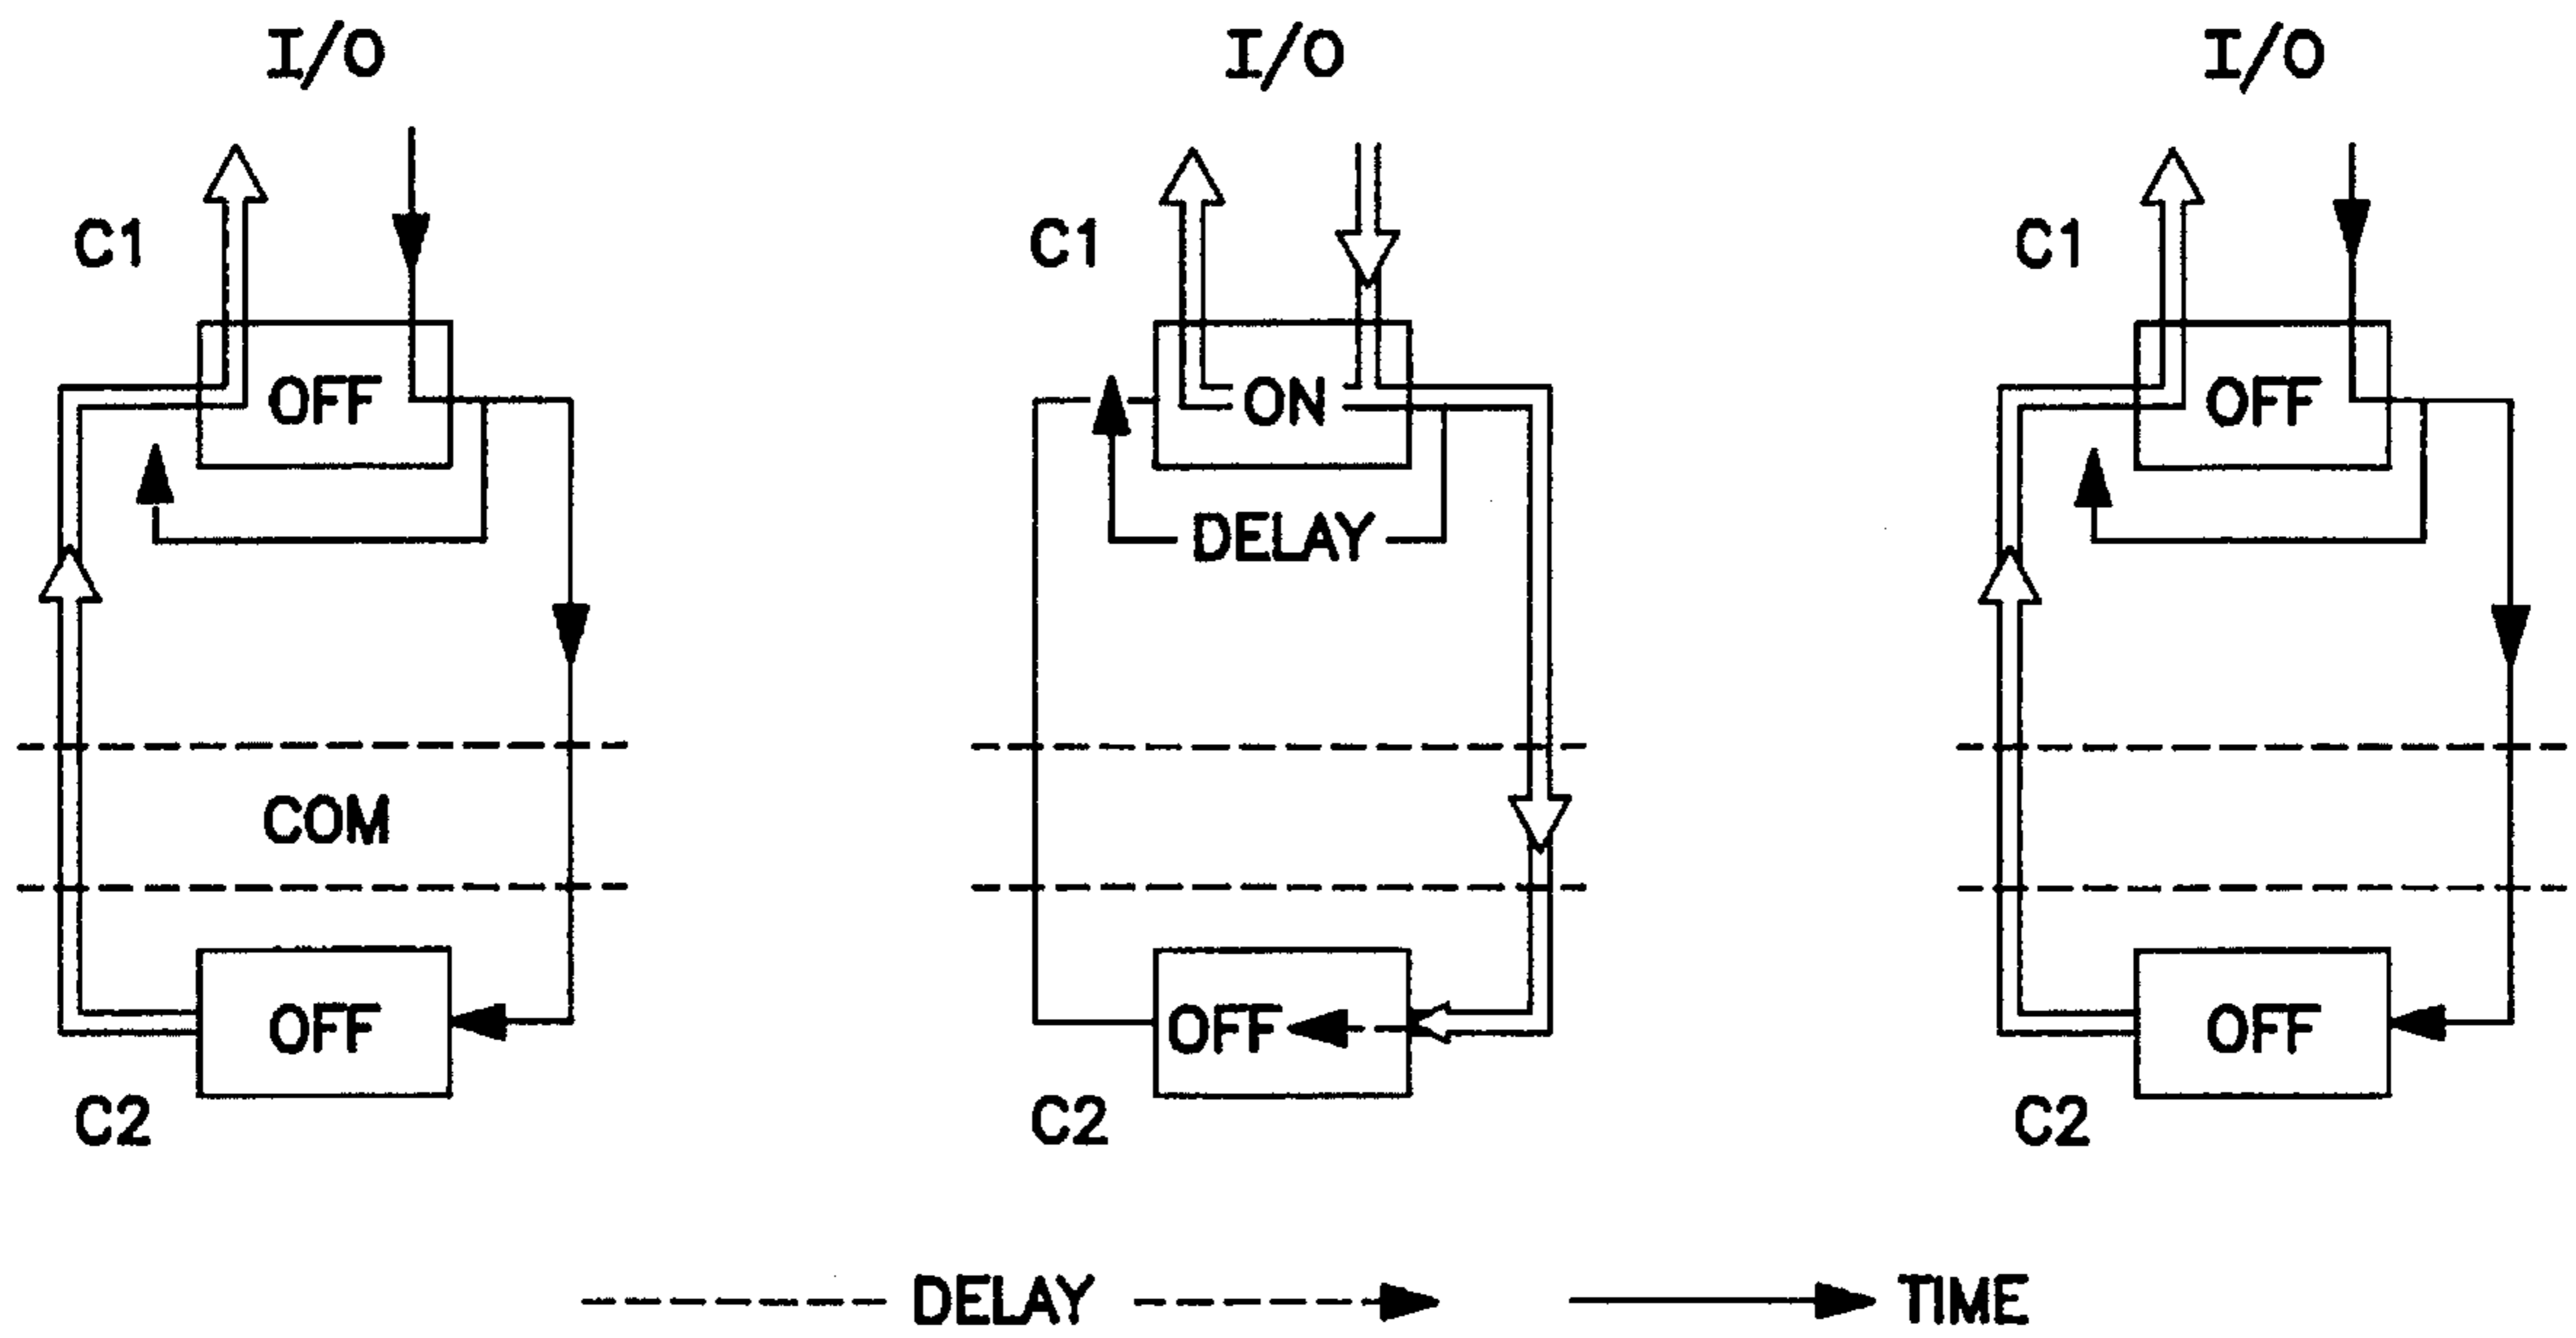 I/O I/O I/O
C1 C1 C1
OFF ON OFF
DELAY
COM
OFF OFF OFF
C2 C2 C2
DELAY TIME